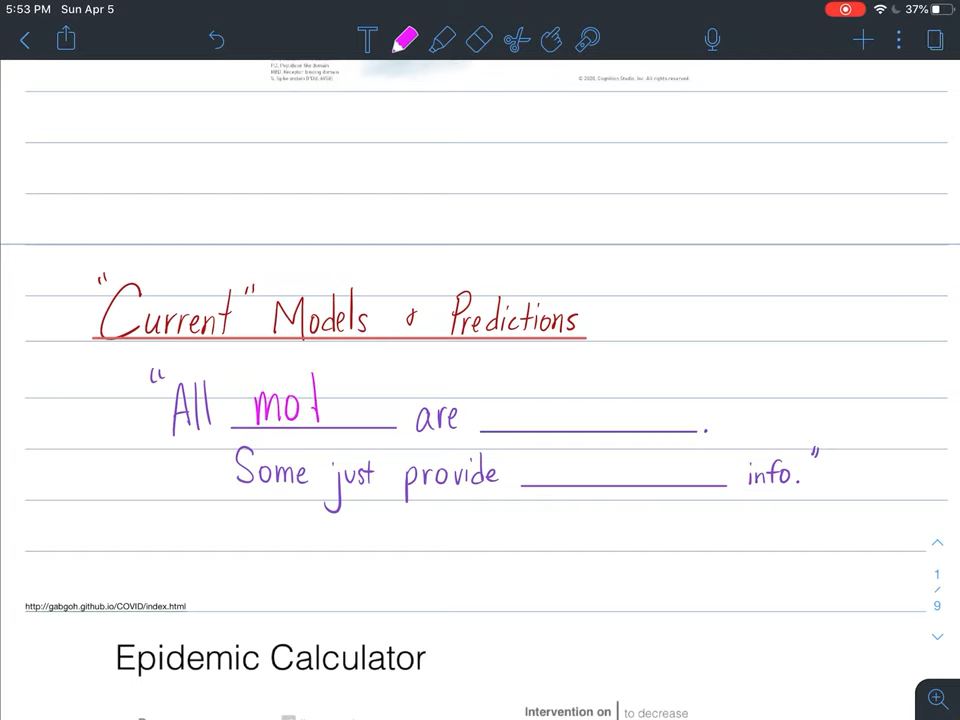 5:53 PM Sun Apr 5 37%
T
© 2020, Cognition Studio, Inc. All rights reserved.
"Current" Models & Predictions
"All mod are .
Some just provide info."
1
/
9
http://gabgoh.github.io/COVID/index.html
Epidemic Calculator
Intervention on to decrease